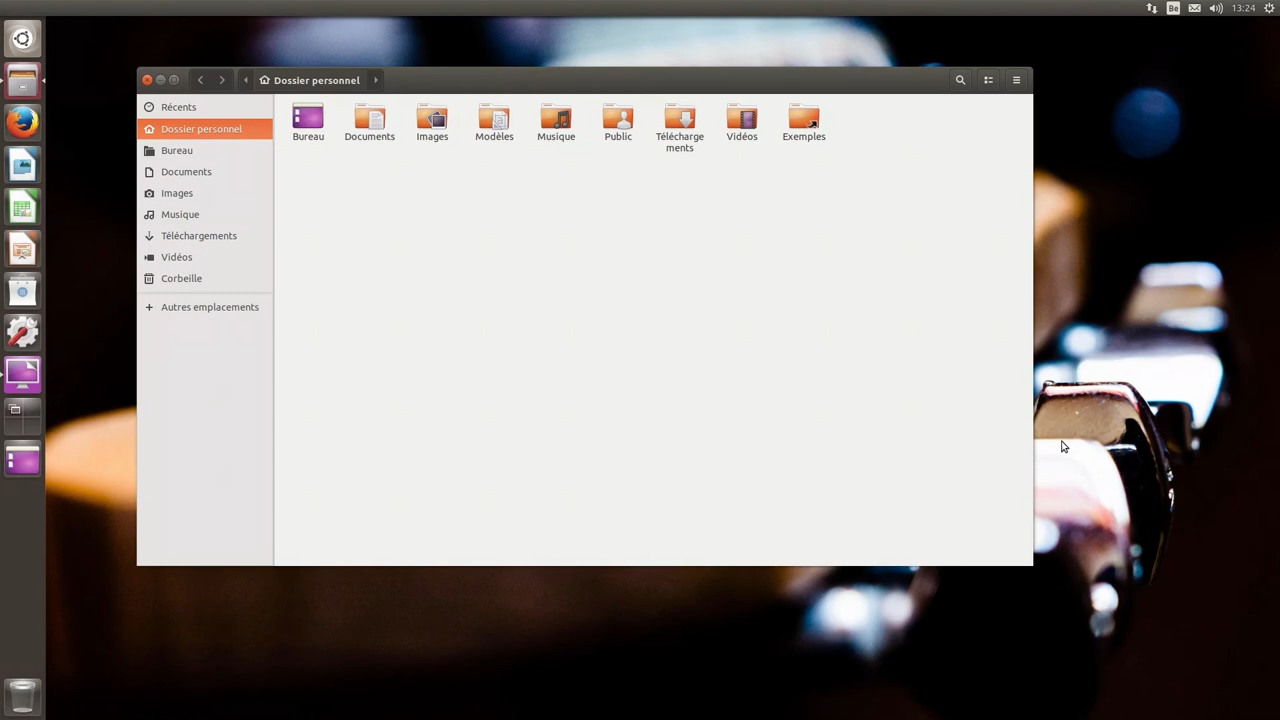 Be
13:24
Dossier personnel
Récents
Dossier personnel
Bureau
Documents
Images
Musique
Téléchargements
Vidéos
Corbeille
Autres emplacements
Bureau
Documents
Images
Modèles
Musique
Public
Télécharge
ments
Vidéos
Exemples